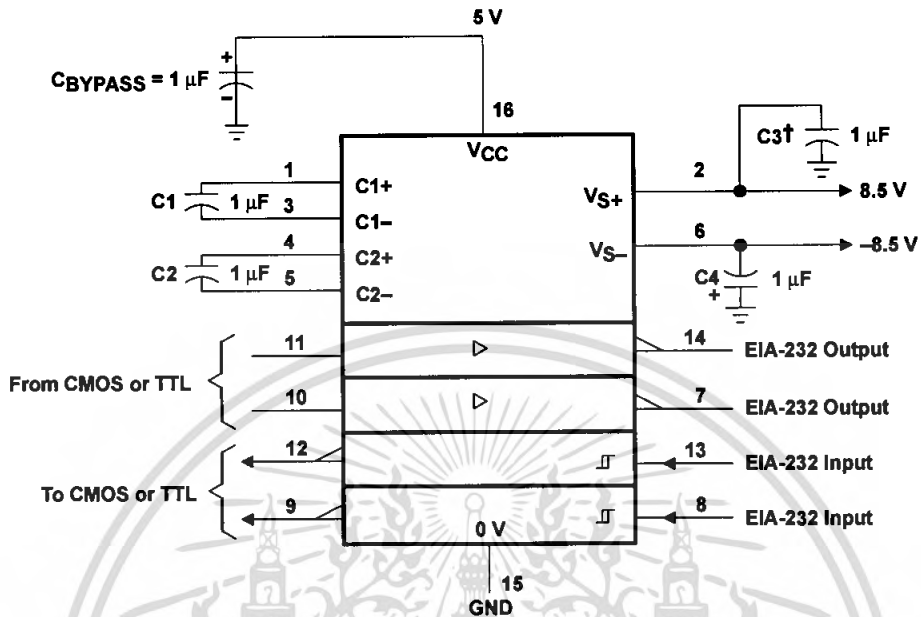 5 V
CBYPASS = 1 μF
+
–
16
VCC
C3†
1 μF
1
C1+
2
VS+
8.5 V
C1
1 μF
3
C1–
4
C2+
6
VS–
–8.5 V
C2
1 μF
5
C2–
C4
+
1 μF
11
14
EIA-232 Output
From CMOS or TTL
10
7
EIA-232 Output
12
13
EIA-232 Input
To CMOS or TTL
9
8
EIA-232 Input
0 V
15
GND